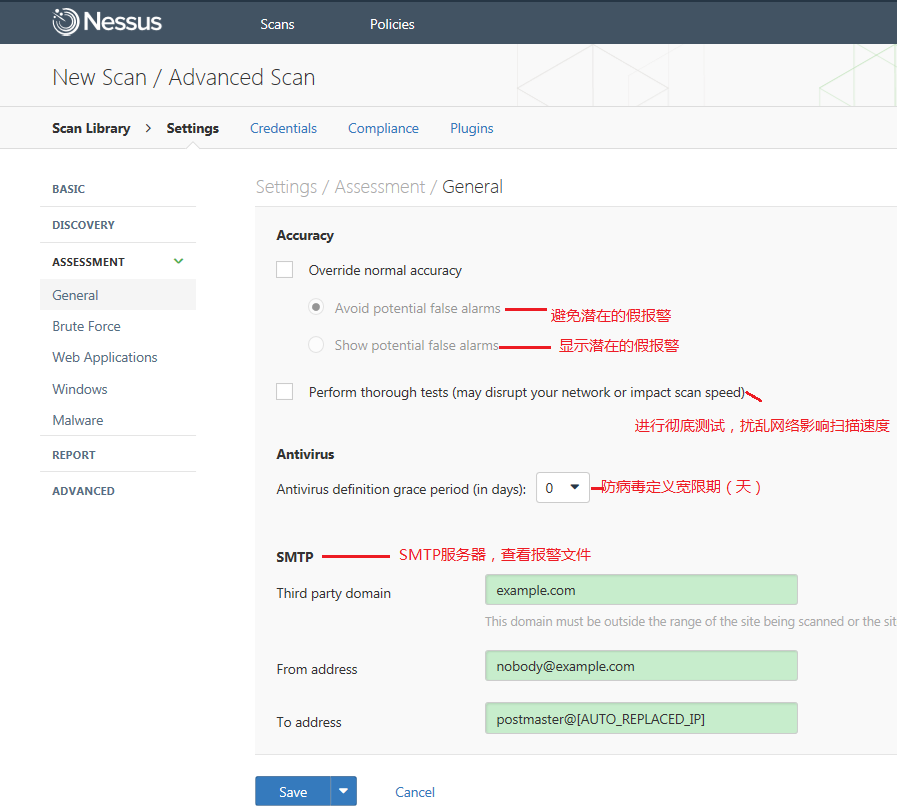 Nessus Scans Policies
New Scan / Advanced Scan
Scan Library > Settings Credentials Compliance Plugins
BASIC
DISCOVERY
ASSESSMENT
General
Brute Force
Web Applications
Windows
Malware
REPORT
ADVANCED
Settings / Assessment / General
Accuracy
Override normal accuracy
Avoid potential false alarms 避免潜在的假报警
Show potential false alarms 显示潜在的假报警
Perform thorough tests (may disrupt your network or impact scan speed)
进行彻底测试，扰乱网络影响扫描速度
Antivirus
Antivirus definition grace period (in days): 0 防病毒定义宽限期（天）
SMTP SMTP服务器，查看报警文件
Third party domain example.com
This domain must be outside the range of the site being scanned or the sit
From address nobody@example.com
To address postmaster@[AUTO_REPLACED_IP]
Save Cancel